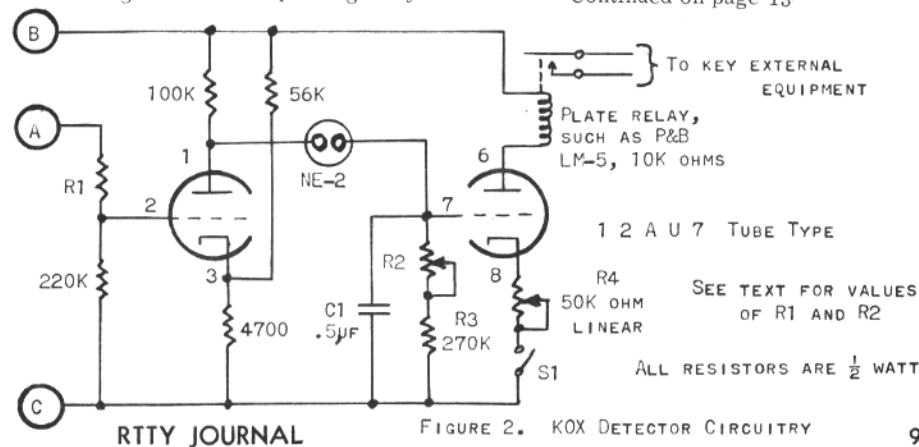 Continued on page 13
B
100K
56K
TO KEY EXTERNAL
EQUIPMENT
A
1
PLATE RELAY,
SUCH AS P&B
LM-5, 10K OHMS
6
R1
NE-2
2
7
12AU7 TUBE TYPE
3
R2
8
R4
50K OHM
LINEAR
SEE TEXT FOR VALUES
OF R1 AND R2
220K
C1
.5µF
4700
R3
270K
S1
ALL RESISTORS ARE ½ WATT
C
FIGURE 2. KOX DETECTOR CIRCUITRY
RTTY JOURNAL
9